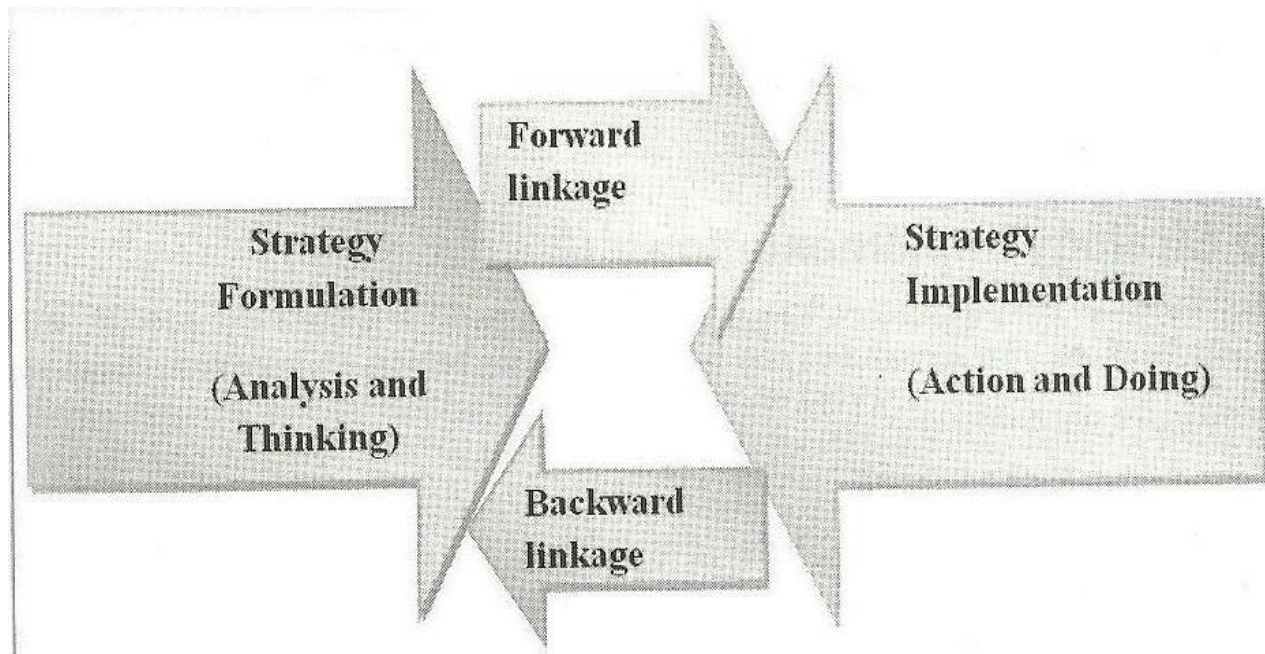 Forward
linkage
Strategy
Formulation
(Analysis and
Thinking)
Strategy
Implementation
(Action and Doing)
Backward
linkage